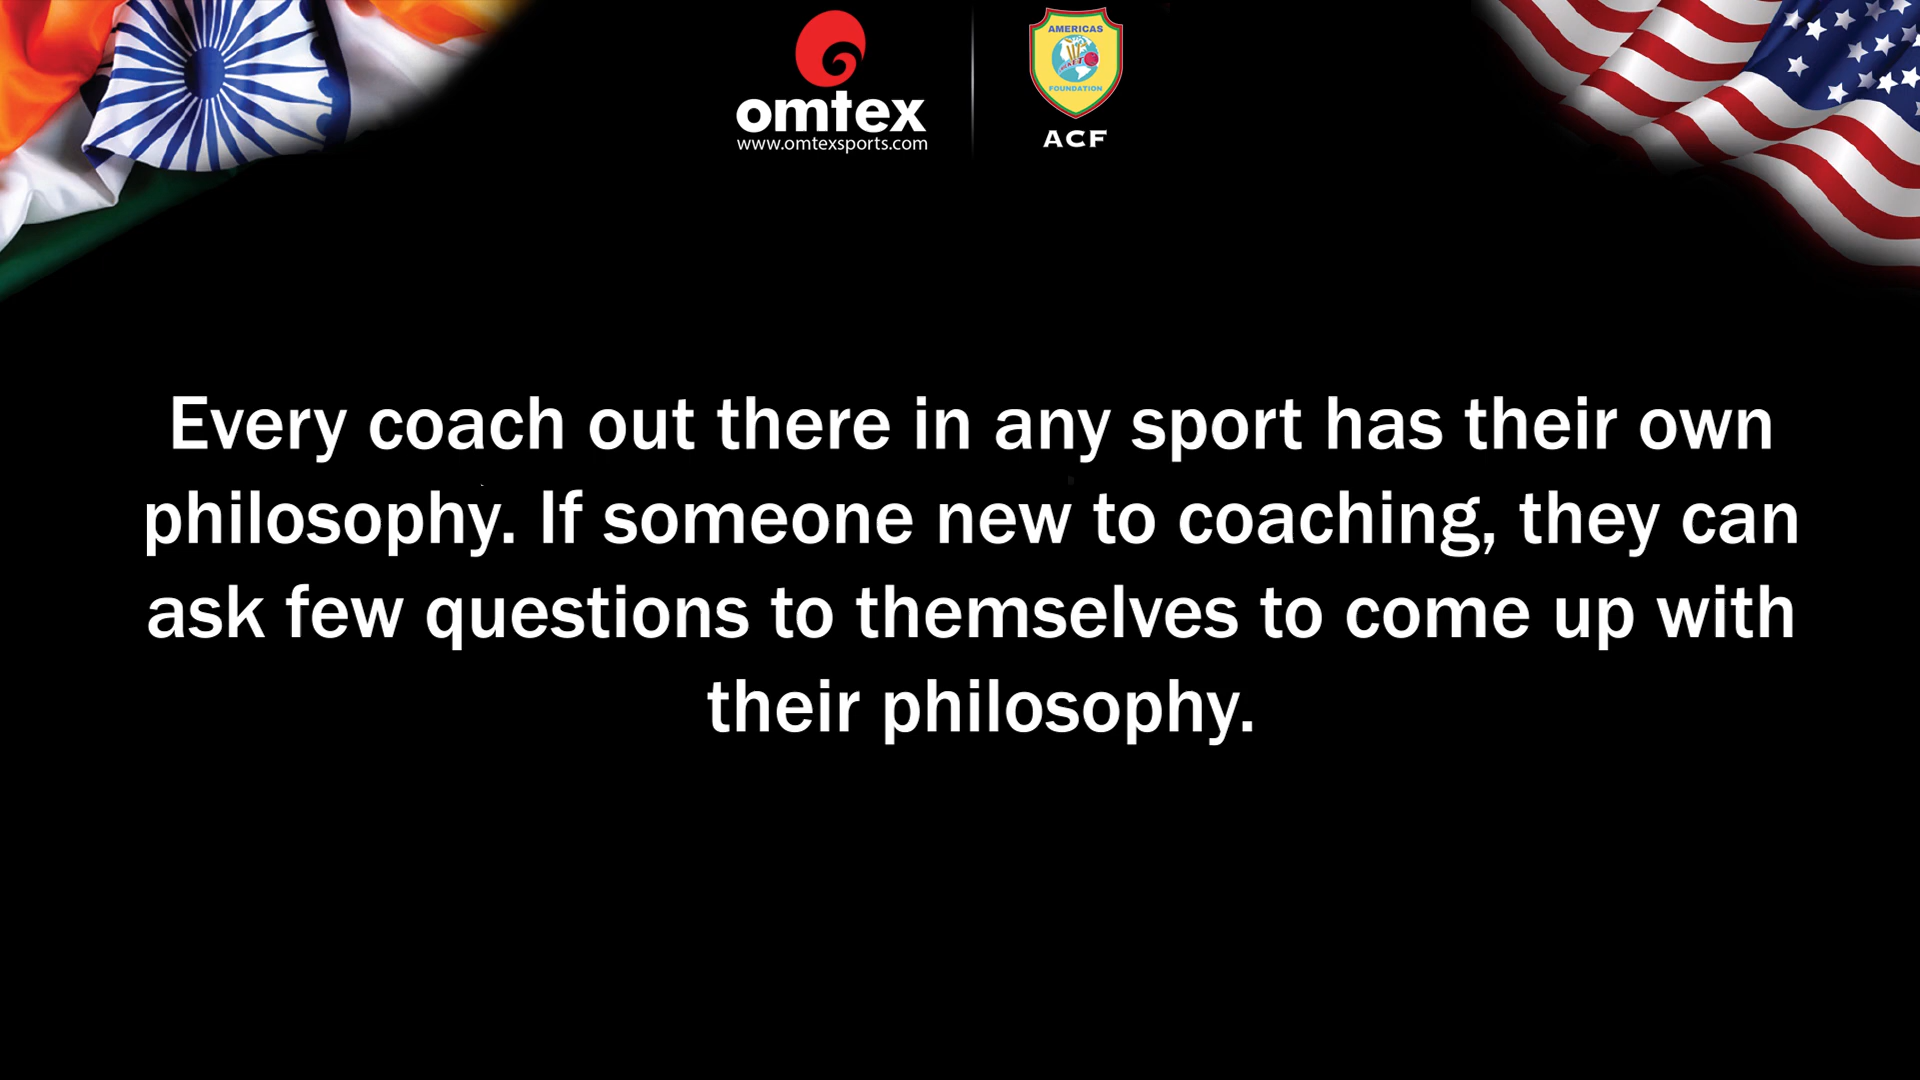 omtex
www.omtexsports.com
AMERICAS
CRICKET
FOUNDATION
ACF
Every coach out there in any sport has their own
philosophy. If someone new to coaching, they can
ask few questions to themselves to come up with
their philosophy.